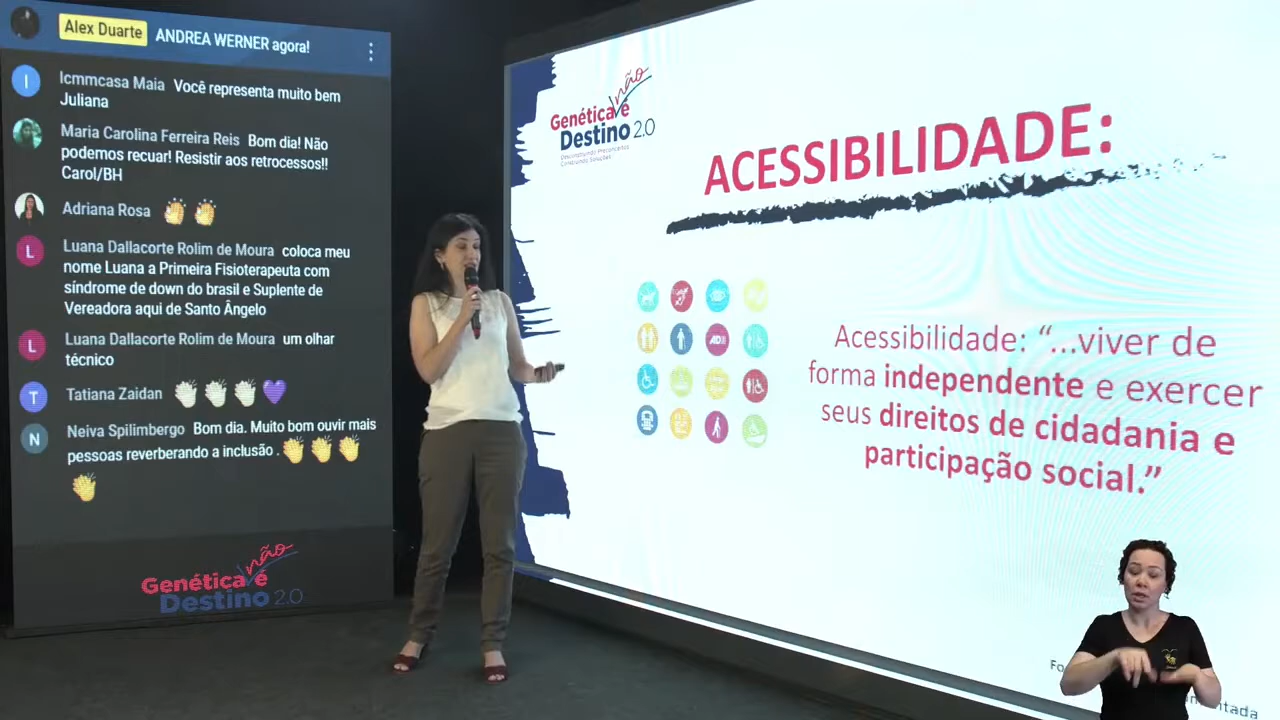 Alex Duarte ANDREA WERNER agora!
Icmmcasa Maia Você representa muito bem
Juliana
Maria Carolina Ferreira Reis Bom dia! Não
podemos recuar! Resistir aos retrocessos!!
Carol/BH
Adriana Rosa
Luana Dallacorte Rolim de Moura coloca meu
nome Luana a Primeira Fisioterapeuta com
síndrome de down do brasil e Suplente de
Vereadora aqui de Santo Ângelo
Luana Dallacorte Rolim de Moura um olhar
técnico
Tatiana Zaidan
Neiva Spilimbergo Bom dia. Muito bom ouvir mais
pessoas reverberando a inclusão .
I
L
L
T
N
não
Genética é
Destino 2.0
não
Genética é
Destino 2.0
Desconstruindo Preconceitos
Construindo Soluções
ACESSIBILIDADE:
Acessibilidade: “...viver de
forma independente e exercer
seus direitos de cidadania e
participação social.”